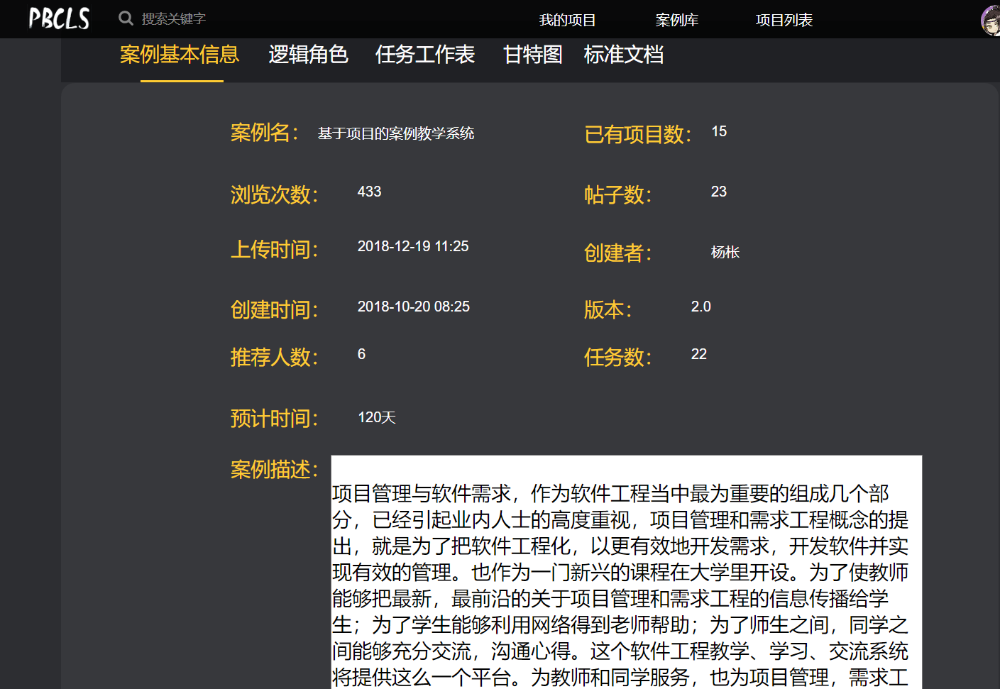 PBCLS 搜索关键字 我的项目 案例库 项目列表
案例基本信息 逻辑角色 任务工作表 甘特图 标准文档
案例名： 基于项目的案例教学系统 已有项目数： 15
浏览次数： 433 帖子数： 23
上传时间： 2018-12-19 11:25 创建者： 杨枨
创建时间： 2018-10-20 08:25 版本： 2.0
推荐人数： 6 任务数： 22
预计时间： 120天
案例描述：
项目管理与软件需求，作为软件工程当中最为重要的组成几个部
分，已经引起业内人士的高度重视，项目管理和需求工程概念的提
出，就是为了把软件工程化，以更有效地开发需求，开发软件并实
现有效的管理。也作为一门新兴的课程在大学里开设。为了使教师
能够把最新，最前沿的关于项目管理和需求工程的信息传播给学
生；为了学生能够利用网络得到老师帮助；为了师生之间，同学之
间能够充分交流，沟通心得。这个软件工程教学、学习、交流系统
将提供这么一个平台。为教师和同学服务，也为项目管理，需求工